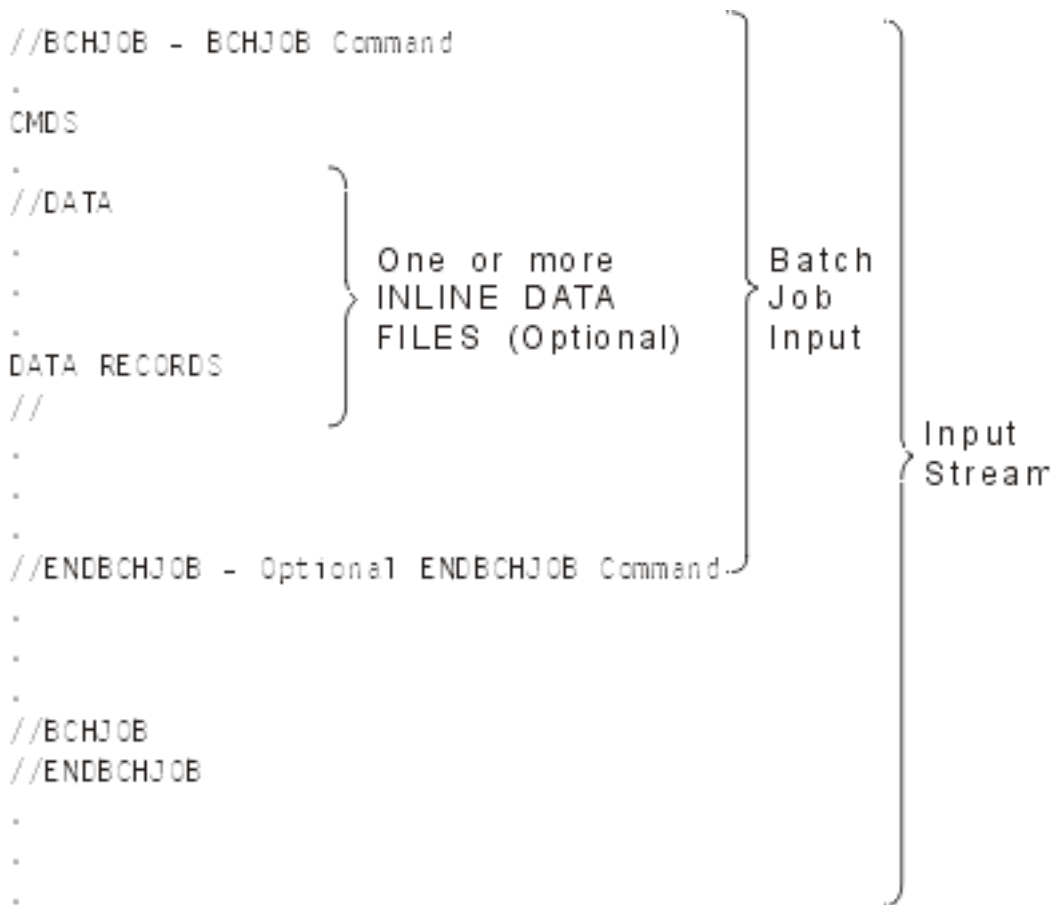 //BCHJOB - BCHJOB Command
.
CMDS
.
//DATA
.
.
.
DATA RECORDS
//
.
.
.
//ENDBCHJOB - Optional ENDBCHJOB Command
.
.
.
//BCHJOB
//ENDBCHJOB
.
.
.
One or more
INLINE DATA
FILES (Optional)
Batch
Job
Input
Input
Stream